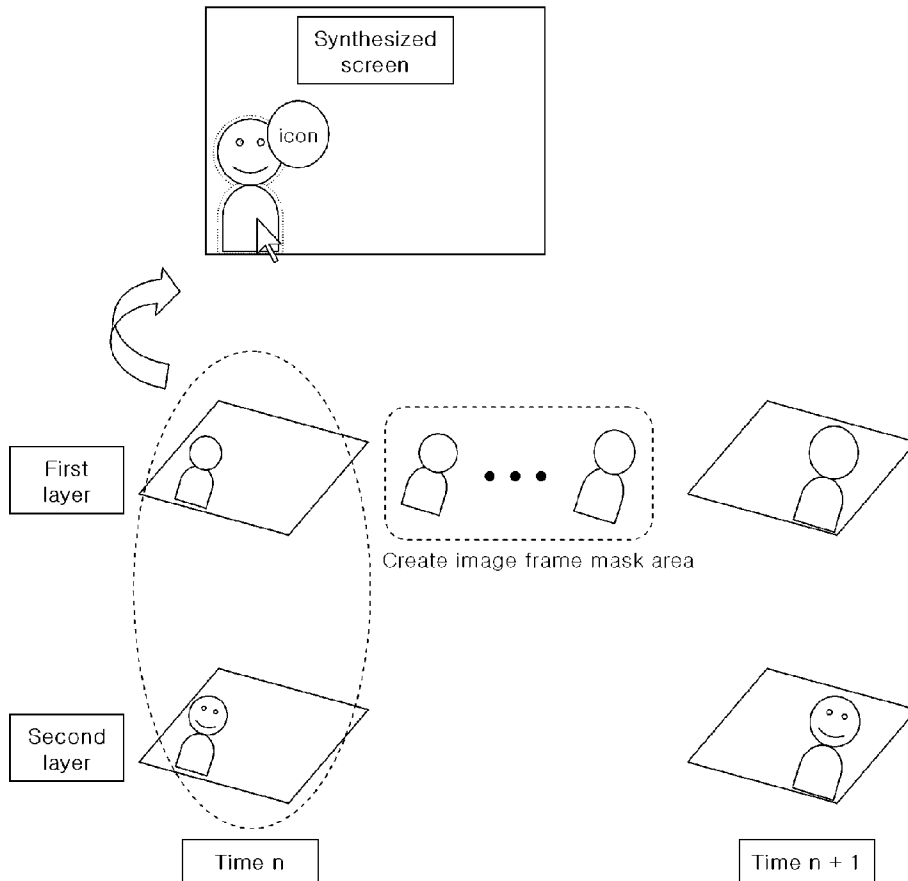 Synthesized
screen
icon
First
layer
Create image frame mask area
Second
layer
Time n
Time n + 1